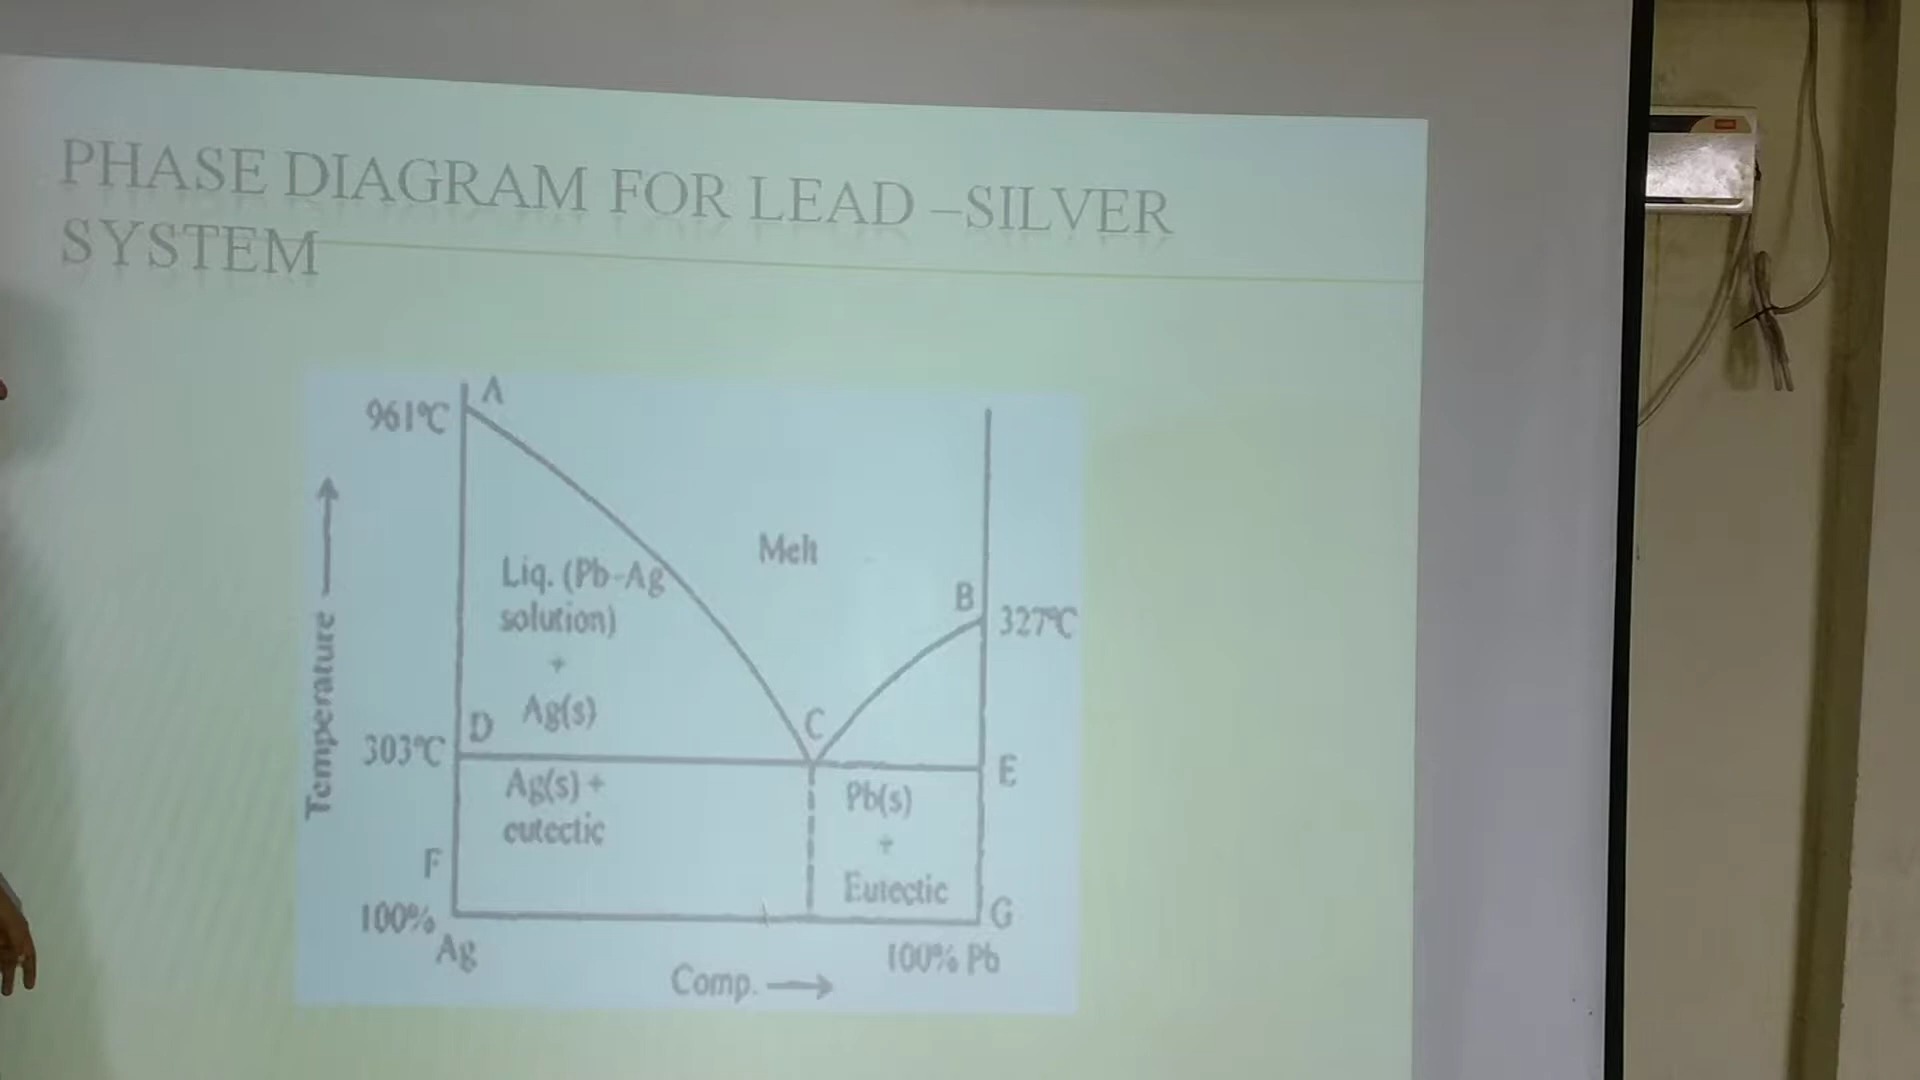 PHASE DIAGRAM FOR LEAD –SILVER
SYSTEM
A
961°C
Melt
Liq. (Pb-Ag
solution)
+
Ag(s)
B
327°C
Temperature
D
C
303°C
E
Ag(s) +
eutectic
Pb(s)
+
Eutectic
F
G
100%
Ag
100% Pb
Comp.